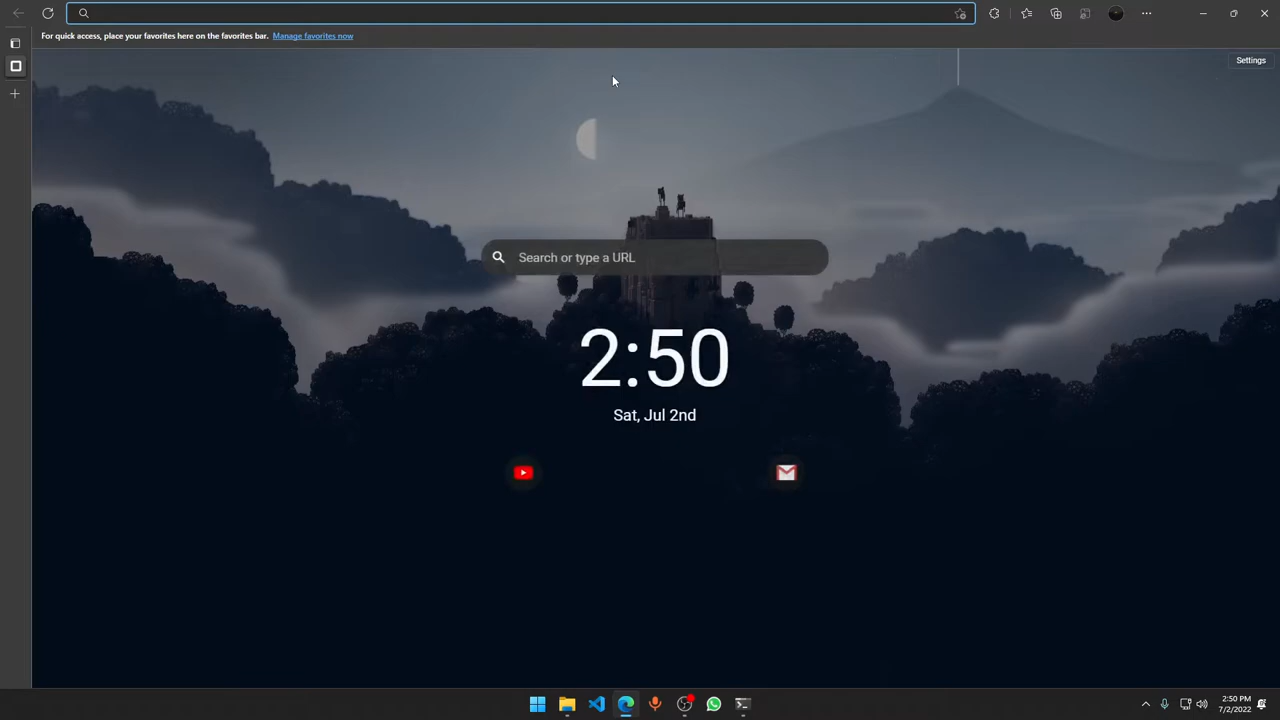 For quick access, place your favorites here on the favorites bar. Manage favorites now
Settings
Search or type a URL
2:50
Sat, Jul 2nd
2:50 PM
7/2/2022